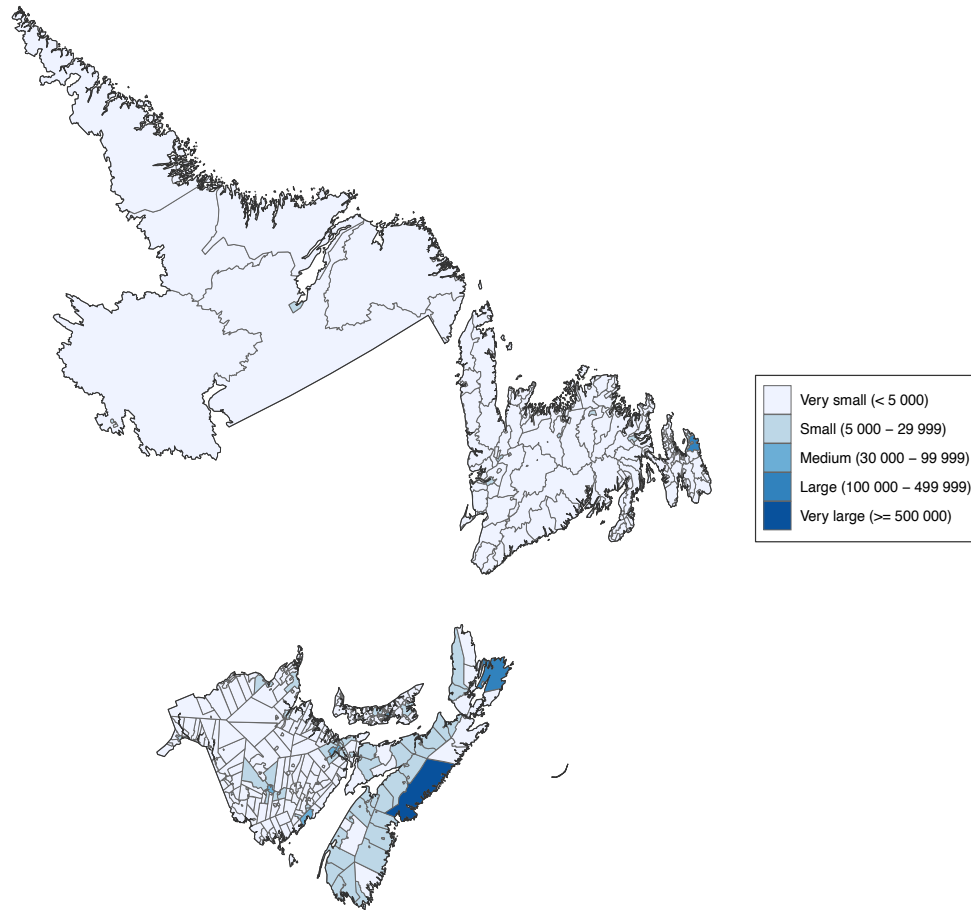 Very small (< 5 000)
Small (5 000 − 29 999)
Medium (30 000 − 99 999)
Large (100 000 − 499 999)
Very large (>= 500 000)